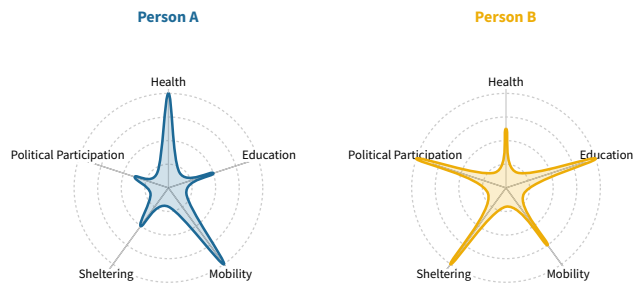 Person A
Person B
Health
Health
Political Participation
Education
Political Participation
Education
Sheltering
Mobility
Sheltering
Mobility